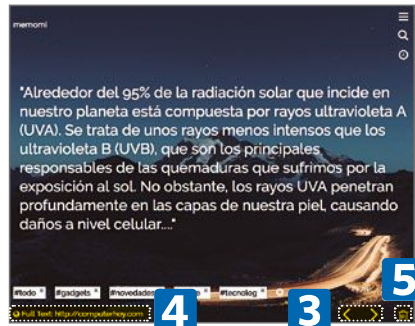 memomi
"Alrededor del 95% de la radiación solar que incide en
nuestro planeta está compuesta por rayos ultravioleta A
(UVA). Se trata de unos rayos menos intensos que los
ultravioleta B (UVB), que son los principales
responsables de las quemaduras que sufrimos por la
exposición al sol. No obstante, los rayos UVA penetran
profundamente en las capas de nuestra piel, causando
daños a nivel celular...."
#todo × #gadgets × #novedades #tecnolog ×
Full Text: http://computerhoy.com 4 3 5